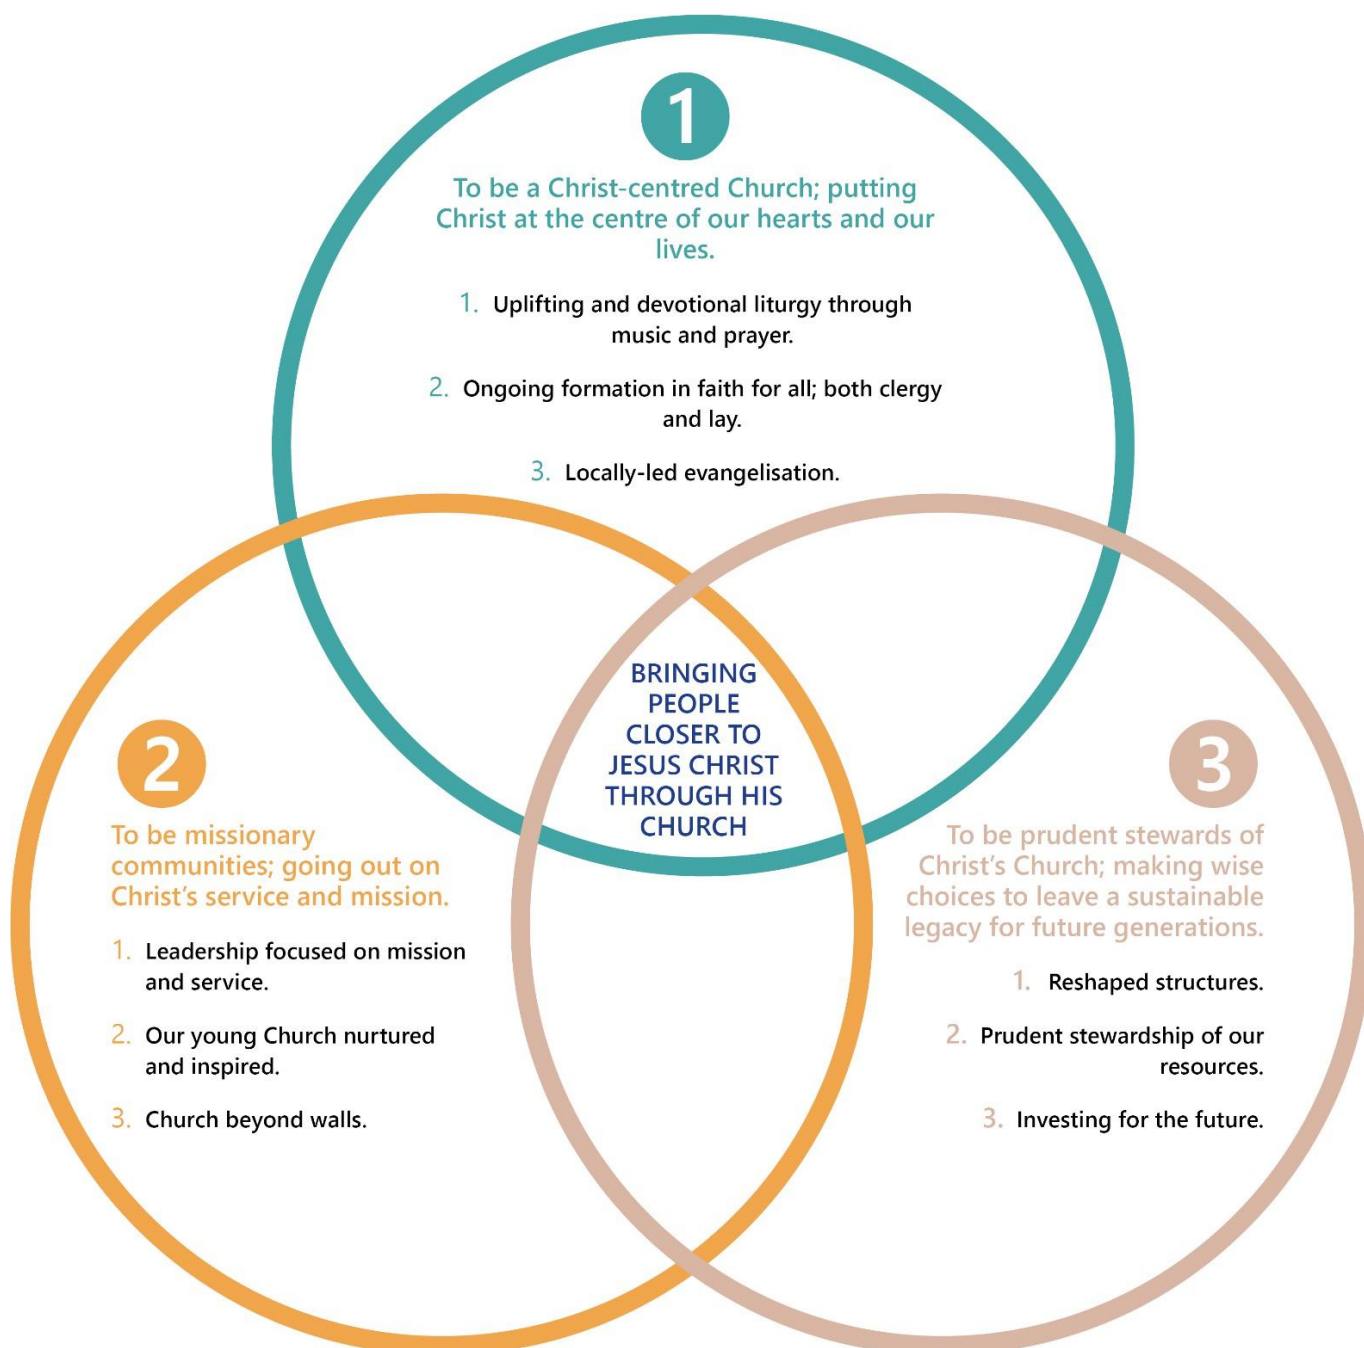 1
To be a Christ-centred Church; putting
Christ at the centre of our hearts and our
lives.
1. Uplifting and devotional liturgy through
music and prayer.
2. Ongoing formation in faith for all; both clergy
and lay.
3. Locally-led evangelisation.
BRINGING
PEOPLE
CLOSER TO
JESUS CHRIST
THROUGH HIS
CHURCH
2
To be missionary
communities; going out on
Christ’s service and mission.
1. Leadership focused on mission
and service.
2. Our young Church nurtured
and inspired.
3. Church beyond walls.
3
To be prudent stewards of
Christ’s Church; making wise
choices to leave a sustainable
legacy for future generations.
1. Reshaped structures.
2. Prudent stewardship of our
resources.
3. Investing for the future.